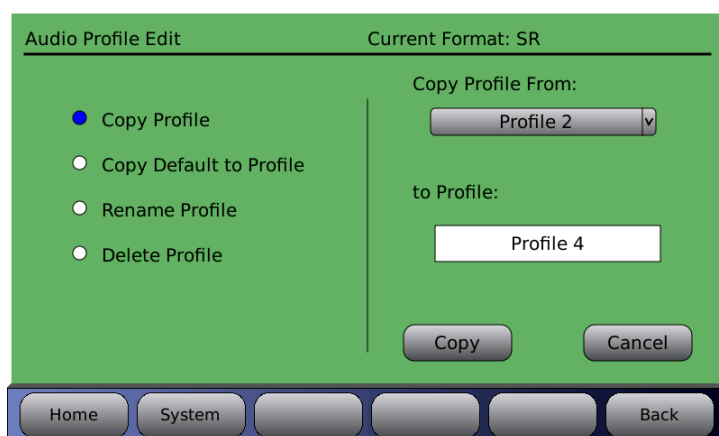 Audio Profile Edit
Current Format: SR
Copy Profile
Copy Default to Profile
Rename Profile
Delete Profile
Copy Profile From:
Profile 2
to Profile:
Profile 4
Copy
Cancel
Home
System
Back